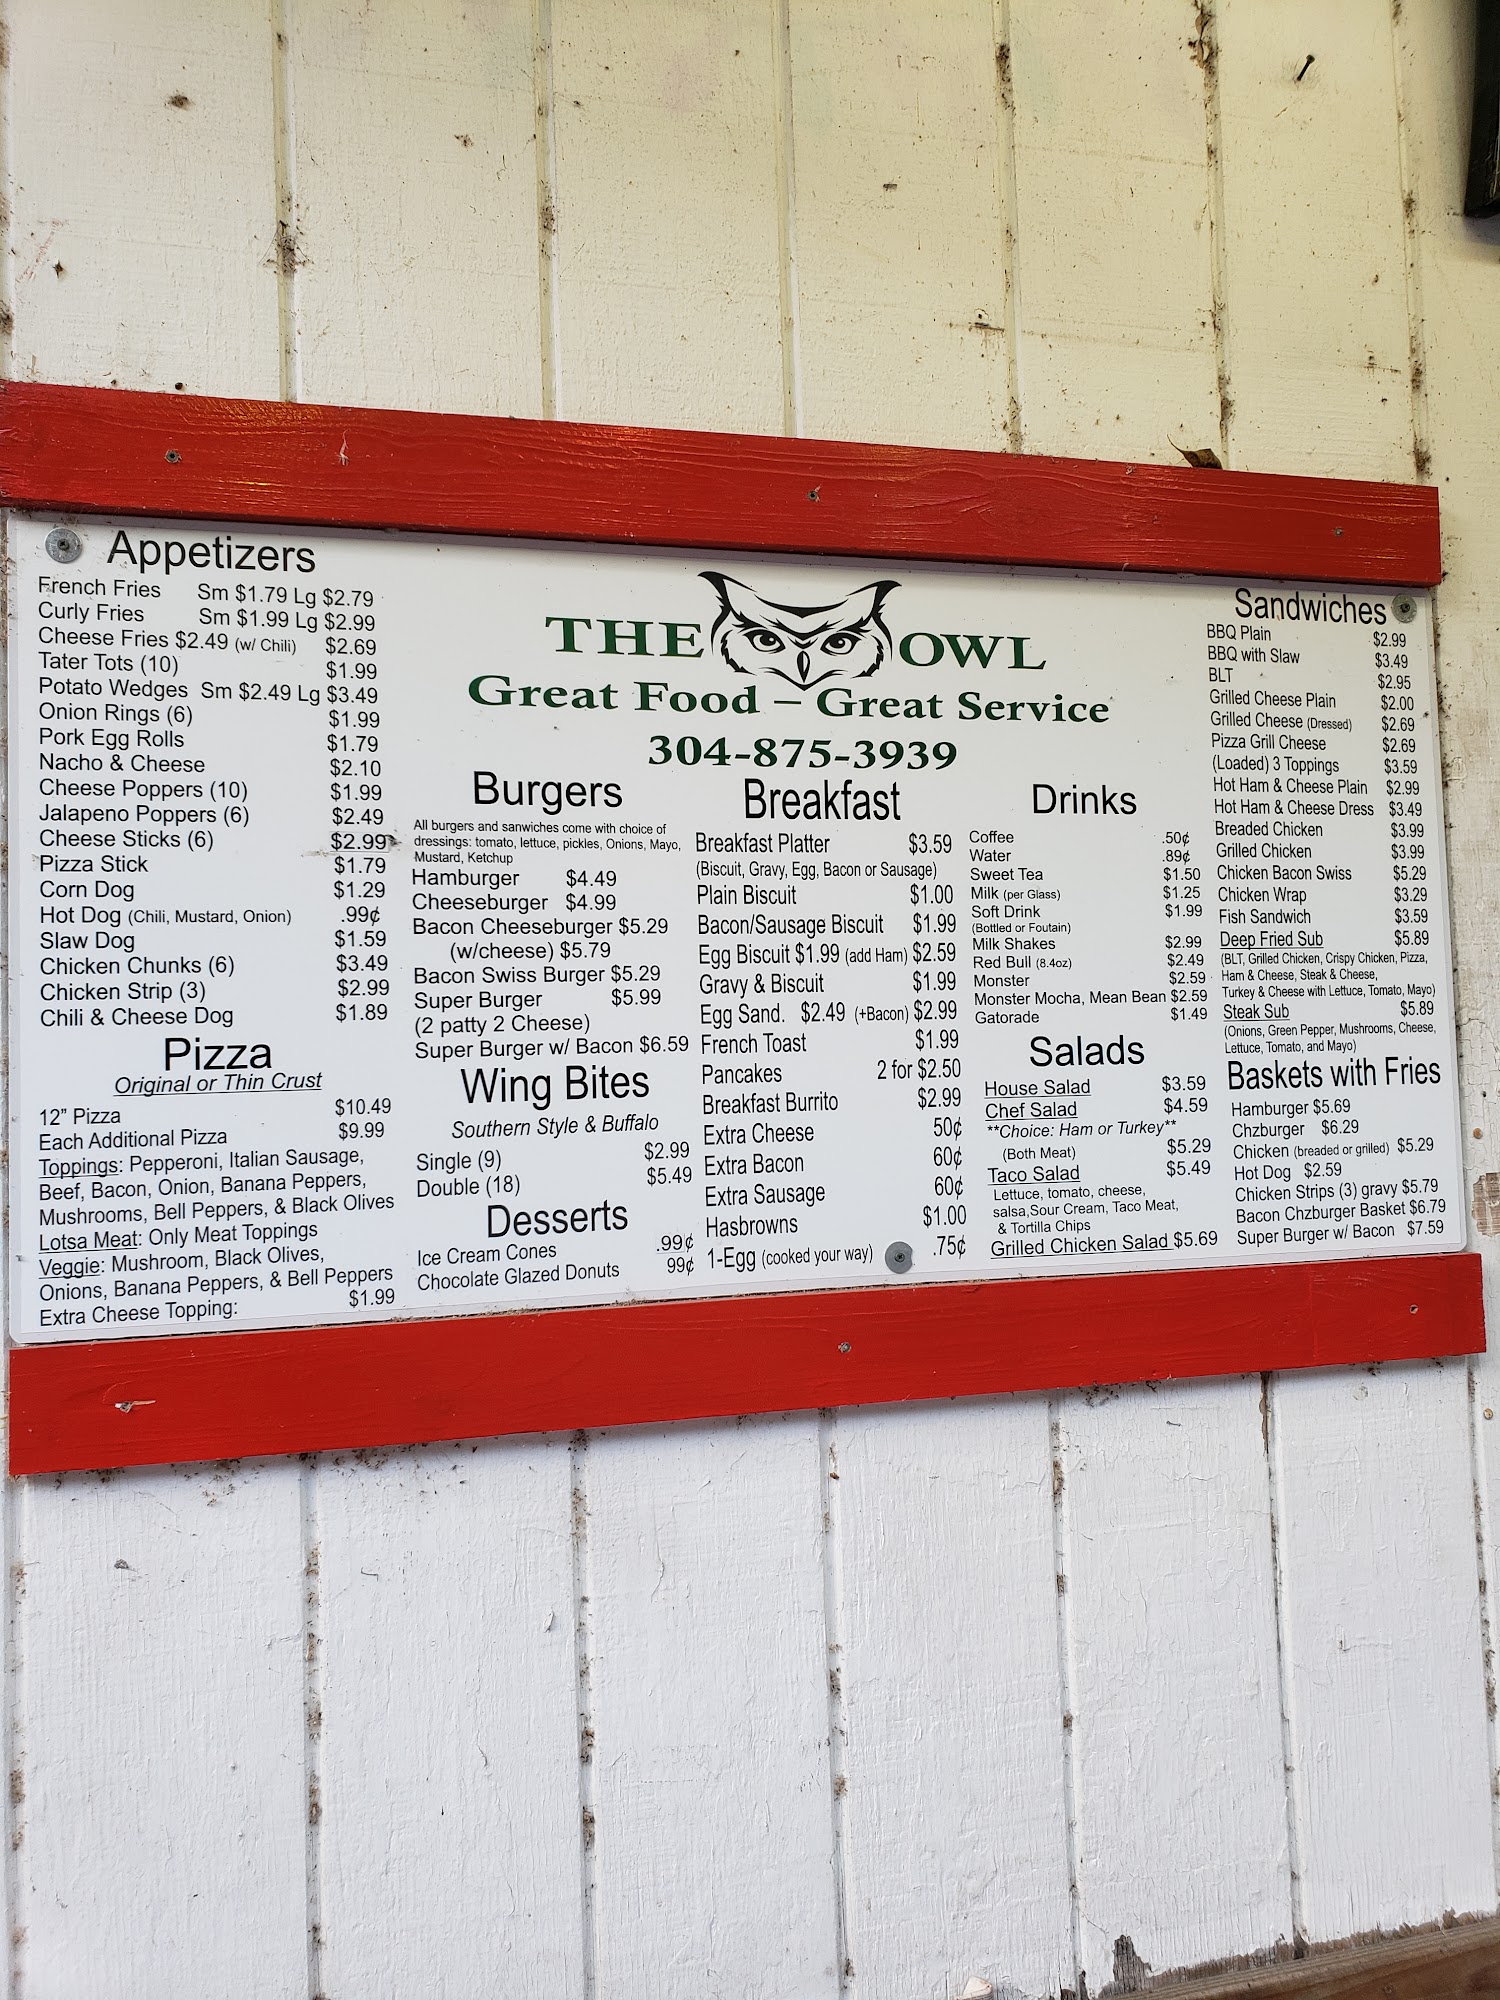 Appetizers
French Fries Sm $1.79 Lg $2.79
Curly Fries Sm $1.99 Lg $2.99
Cheese Fries $2.49 (w/ Chili) $2.69
Tater Tots (10) $1.99
Potato Wedges Sm $2.49 Lg $3.49
Onion Rings (6) $1.99
Pork Egg Rolls $1.79
Nacho & Cheese $2.10
Cheese Poppers (10) $1.99
Jalapeno Poppers (6) $2.49
Cheese Sticks (6) $2.99
Pizza Stick $1.79
Corn Dog $1.29
Hot Dog (Chili, Mustard, Onion) .99¢
Slaw Dog $1.59
Chicken Chunks (6) $3.49
Chicken Strip (3) $2.99
Chili & Cheese Dog $1.89
Pizza
Original or Thin Crust
12" Pizza $10.49
Each Additional Pizza $9.99
Toppings: Pepperoni, Italian Sausage,
Beef, Bacon, Onion, Banana Peppers,
Mushrooms, Bell Peppers, & Black Olives
Lotsa Meat: Only Meat Toppings
Veggie: Mushroom, Black Olives,
Onions, Banana Peppers, & Bell Peppers
Extra Cheese Topping: $1.99
THE OWL
Great Food – Great Service
304-875-3939
Burgers
All burgers and sanwiches come with choice of
dressings: tomato, lettuce, pickles, Onions, Mayo,
Mustard, Ketchup
Hamburger $4.49
Cheeseburger $4.99
Bacon Cheeseburger $5.29
(w/cheese) $5.79
Bacon Swiss Burger $5.29
Super Burger $5.99
(2 patty 2 Cheese)
Super Burger w/ Bacon $6.59
Wing Bites
Southern Style & Buffalo
Single (9) $2.99
Double (18) $5.49
Desserts
Ice Cream Cones .99¢
Chocolate Glazed Donuts 99¢
Breakfast
Breakfast Platter $3.59
(Biscuit, Gravy, Egg, Bacon or Sausage)
Plain Biscuit $1.00
Bacon/Sausage Biscuit $1.99
Egg Biscuit $1.99 (add Ham) $2.59
Gravy & Biscuit $1.99
Egg Sand. $2.49 (+Bacon) $2.99
French Toast $1.99
Pancakes 2 for $2.50
Breakfast Burrito $2.99
Extra Cheese 50¢
Extra Bacon 60¢
Extra Sausage 60¢
Hasbrowns $1.00
1-Egg (cooked your way) .75¢
Drinks
Coffee .50¢
Water .89¢
Sweet Tea $1.50
Milk (per Glass) $1.25
Soft Drink $1.99
(Bottled or Foutain)
Milk Shakes $2.99
Red Bull (8.4oz) $2.49
Monster $2.59
Monster Mocha, Mean Bean $2.59
Gatorade $1.49
Salads
House Salad $3.59
Chef Salad $4.59
**Choice: Ham or Turkey**
(Both Meat) $5.29
Taco Salad $5.49
Lettuce, tomato, cheese,
salsa,Sour Cream, Taco Meat,
& Tortilla Chips
Grilled Chicken Salad $5.69
Sandwiches
BBQ Plain $2.99
BBQ with Slaw $3.49
BLT $2.95
Grilled Cheese Plain $2.00
Grilled Cheese (Dressed) $2.69
Pizza Grill Cheese $2.69
(Loaded) 3 Toppings $3.59
Hot Ham & Cheese Plain $2.99
Hot Ham & Cheese Dress $3.49
Breaded Chicken $3.99
Grilled Chicken $3.99
Chicken Bacon Swiss $5.29
Chicken Wrap $3.29
Fish Sandwich $3.59
Deep Fried Sub $5.89
(BLT, Grilled Chicken, Crispy Chicken, Pizza,
Ham & Cheese, Steak & Cheese,
Turkey & Cheese with Lettuce, Tomato, Mayo)
Steak Sub $5.89
(Onions, Green Pepper, Mushrooms, Cheese,
Lettuce, Tomato, and Mayo)
Baskets with Fries
Hamburger $5.69
Chzburger $6.29
Chicken (breaded or grilled) $5.29
Hot Dog $2.59
Chicken Strips (3) gravy $5.79
Bacon Chzburger Basket $6.79
Super Burger w/ Bacon $7.59